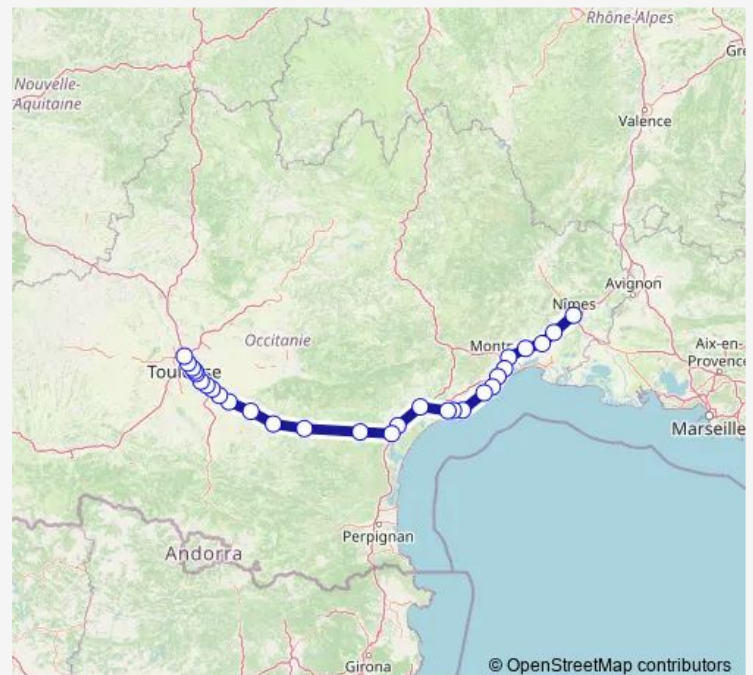 Rhône-Alpes
Gre
Nouvelle-
Aquitaine
Valence
Avignon
Nîmes
Occitanie
Montp
Aix-en-
Provence
Toulouse
Marseille
Perpignan
Andorra
Girona
© OpenStreetMap contributors